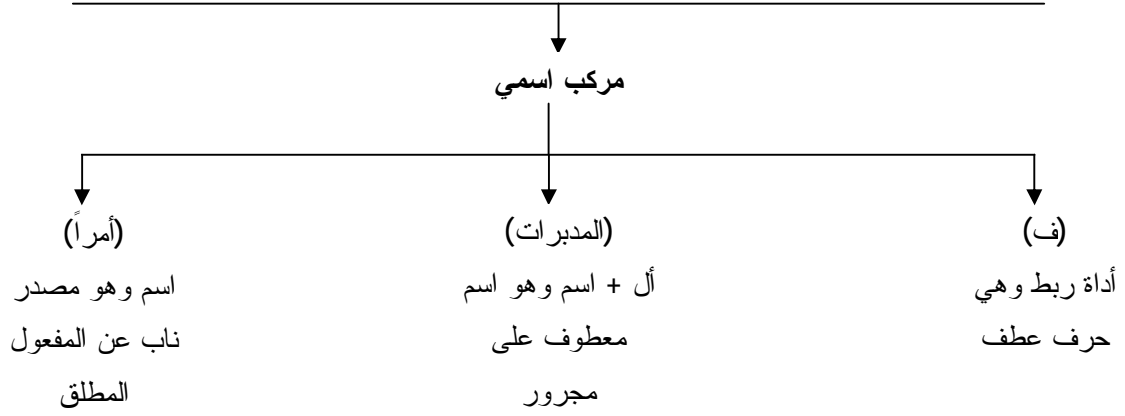 مركب اسمي
(ف)
أداة ربط وهي
حرف عطف
(المدبرات)
أل + اسم وهو اسم
معطوف على
مجرور
(أمراً)
اسم وهو مصدر
ناب عن المفعول
المطلق